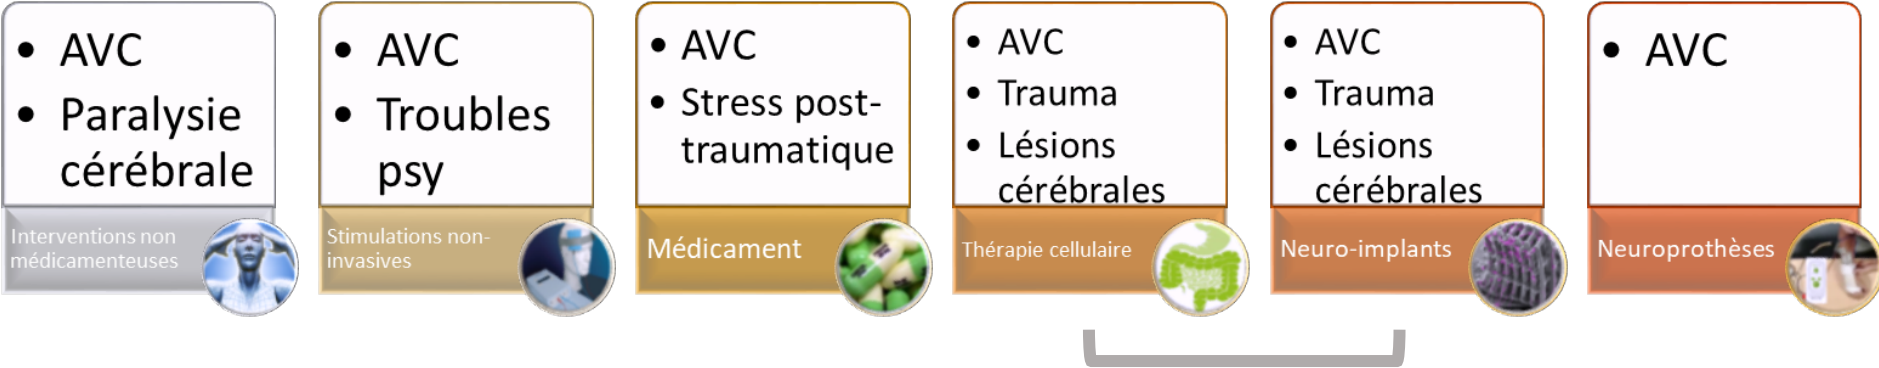 • AVC
• Paralysie
cérébrale
Interventions non
médicamenteuses
• AVC
• Troubles
psy
Stimulations non-
invasives
• AVC
• Stress post-
traumatique
Médicament
• AVC
• Trauma
• Lésions
cérébrales
Thérapie cellulaire
• AVC
• Trauma
• Lésions
cérébrales
Neuro-implants
• AVC
Neuroprothèses